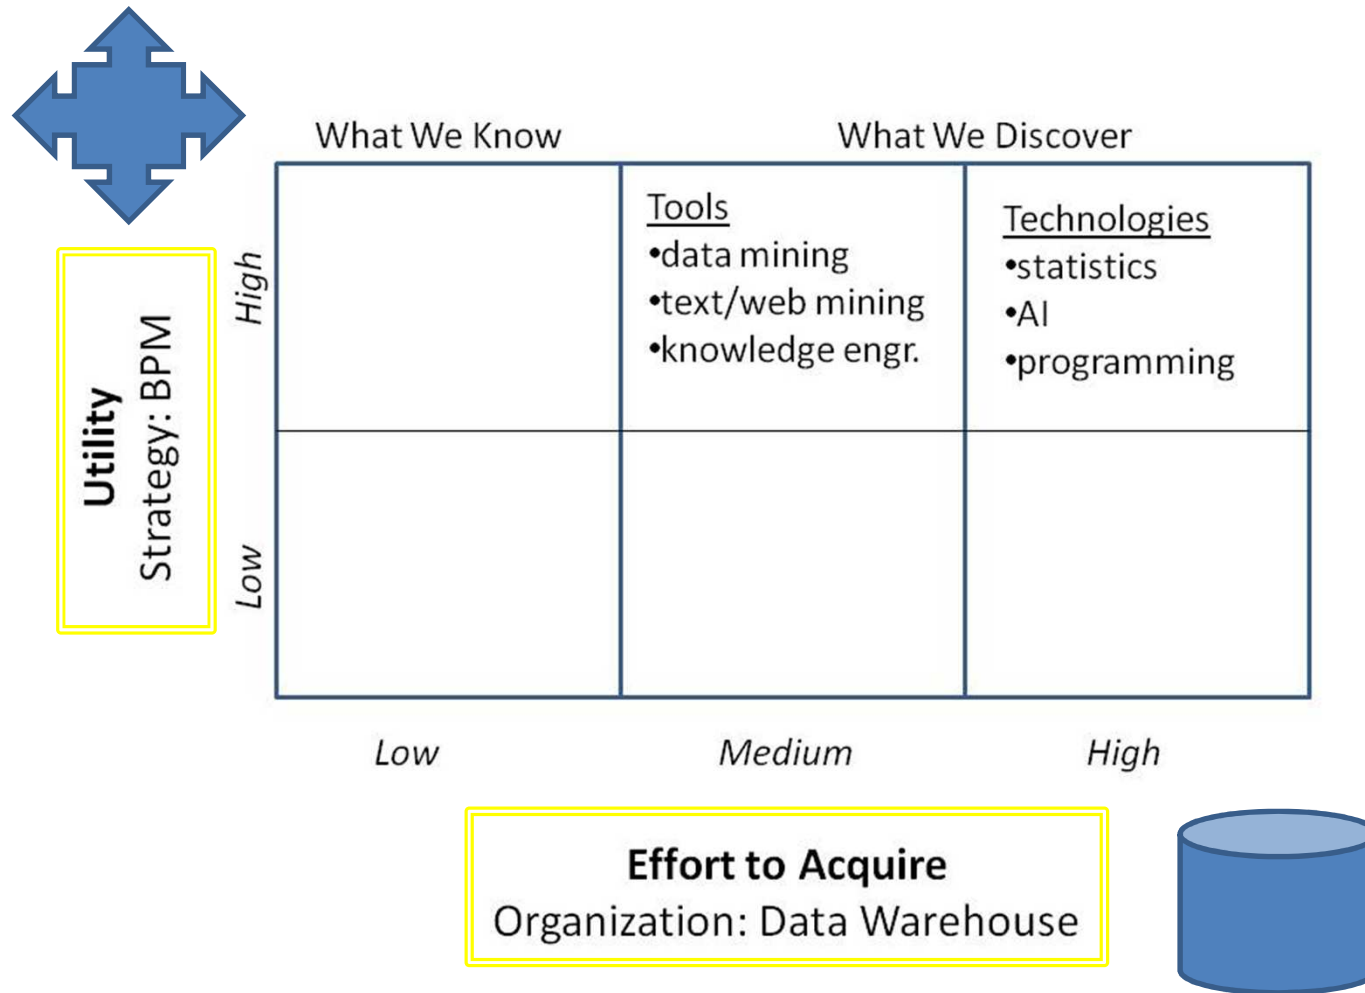 What We Know
What We Discover
Tools
•data mining
•text/web mining
•knowledge engr.
Technologies
•statistics
•AI
•programming
High
Low
Utility
Strategy: BPM
Low
Medium
High
Effort to Acquire
Organization: Data Warehouse